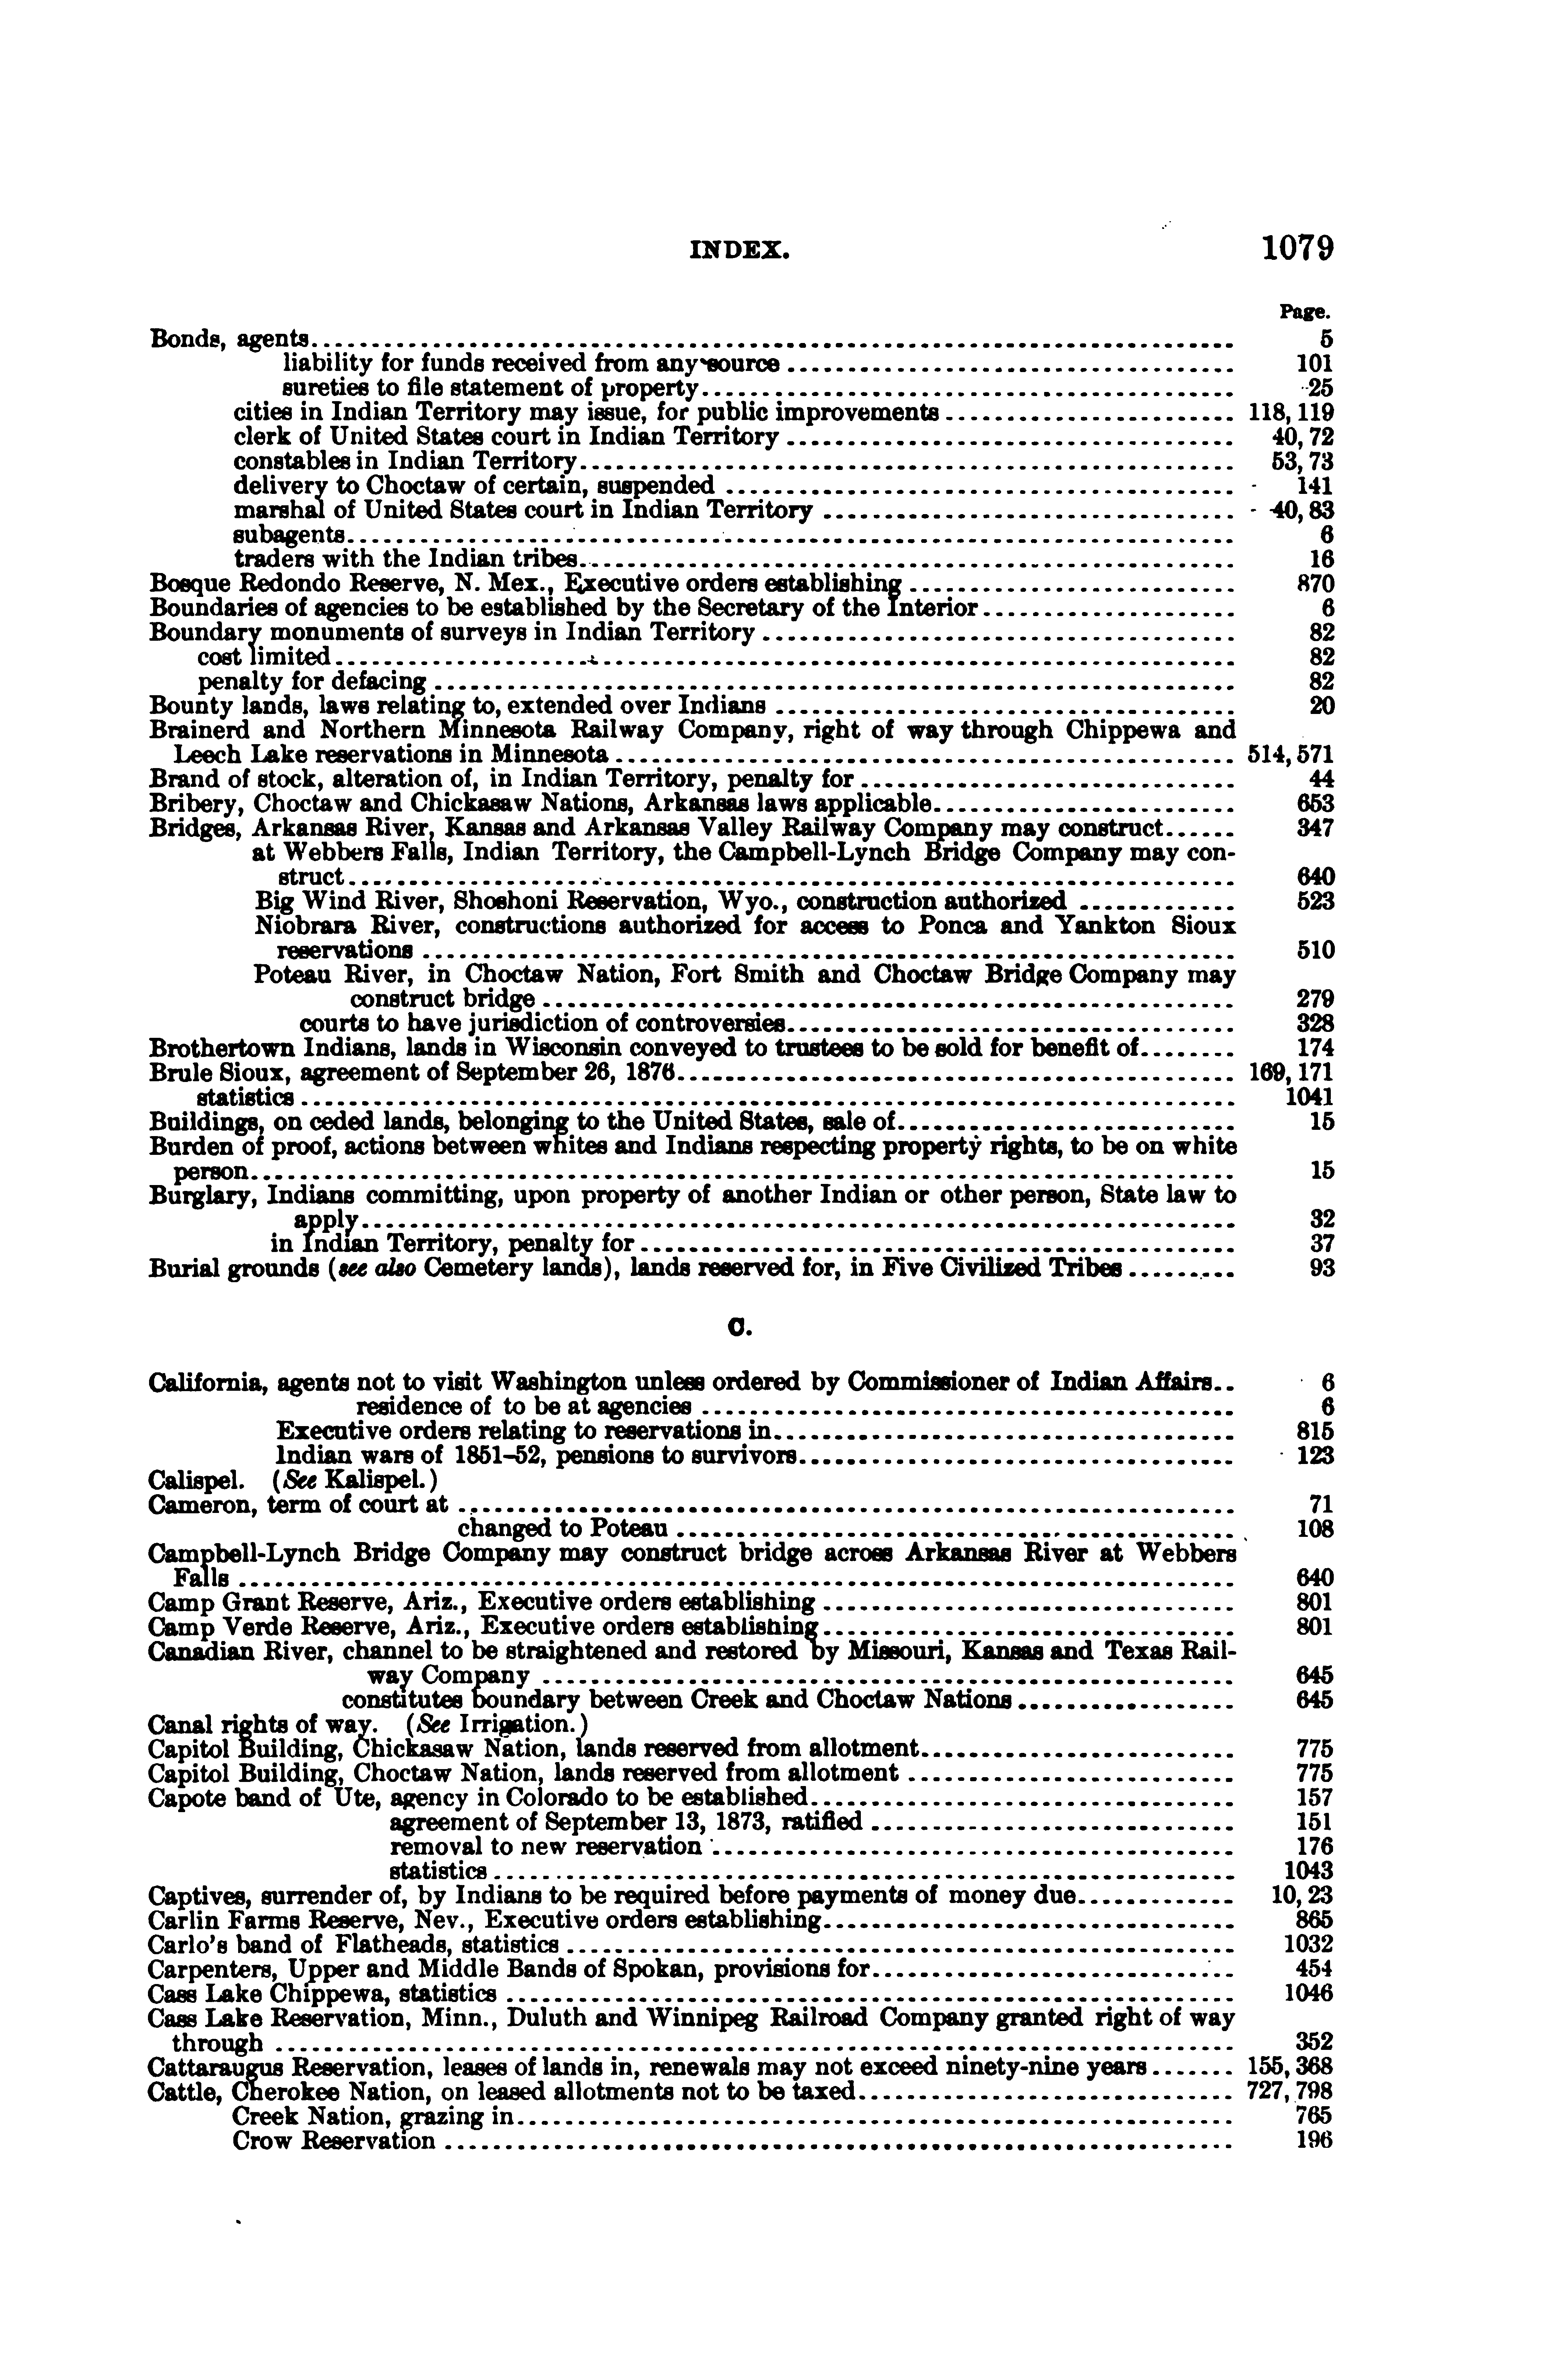 INDEX. 1079
Page.
Bonds, agents 5
liability for funds received from any source 101
sureties to file statement of property 25
cities in Indian Territory may issue, for public improvements 118, 119
clerk of United States court in Indian Territory 40, 72
constables in Indian Territory 53, 73
delivery to Choctaw of certain, suspended 141
marshal of United States court in Indian Territory 40, 83
subagents 6
traders with the Indian tribes 16
Bosque Redondo Reserve, N. Mex., Executive orders establishing 870
Boundaries of agencies to be established by the Secretary of the Interior 6
Boundary monuments of surveys in Indian Territory 82
cost limited 82
penalty for defacing 82
Bounty lands, laws relating to, extended over Indians 20
Brainerd and Northern Minnesota Railway Company, right of way through Chippewa and
Leech Lake reservations in Minnesota 514, 571
Brand of stock, alteration of, in Indian Territory, penalty for 44
Bribery, Choctaw and Chickasaw Nations, Arkansas laws applicable 653
Bridges, Arkansas River, Kansas and Arkansas Valley Railway Company may construct 347
at Webbers Falls, Indian Territory, the Campbell-Lynch Bridge Company may con-
struct 640
Big Wind River, Shoshoni Reservation, Wyo., construction authorized 523
Niobrara River, constructions authorized for access to Ponca and Yankton Sioux
reservations 510
Poteau River, in Choctaw Nation, Fort Smith and Choctaw Bridge Company may
construct bridge 279
courts to have jurisdiction of controversies 328
Brothertown Indians, lands in Wisconsin conveyed to trustees to be sold for benefit of 174
Brule Sioux, agreement of September 26, 1876 169, 171
statistics 1041
Buildings, on ceded lands, belonging to the United States, sale of 15
Burden of proof, actions between whites and Indians respecting property rights, to be on white
person 15
Burglary, Indians committing, upon property of another Indian or other person, State law to
apply 32
in Indian Territory, penalty for 37
Burial grounds (see also Cemetery lands), lands reserved for, in Five Civilized Tribes 93
C.
California, agents not to visit Washington unless ordered by Commissioner of Indian Affairs 6
residence of to be at agencies 6
Executive orders relating to reservations in 815
Indian wars of 1851–52, pensions to survivors 123
Calispel. (See Kalispel.)
Cameron, term of court at 71
changed to Poteau 108
Campbell-Lynch Bridge Company may construct bridge across Arkansas River at Webbers
Falls 640
Camp Grant Reserve, Ariz., Executive orders establishing 801
Camp Verde Reserve, Ariz., Executive orders establishing 801
Canadian River, channel to be straightened and restored by Missouri, Kansas and Texas Rail-
way Company 645
constitutes boundary between Creek and Choctaw Nations 645
Canal rights of way. (See Irrigation.)
Capitol Building, Chickasaw Nation, lands reserved from allotment 775
Capitol Building, Choctaw Nation, lands reserved from allotment 775
Capote band of Ute, agency in Colorado to be established 157
agreement of September 13, 1873, ratified 151
removal to new reservation 176
statistics 1043
Captives, surrender of, by Indians to be required before payments of money due 10, 23
Carlin Farms Reserve, Nev., Executive orders establishing 865
Carlo's band of Flatheads, statistics 1032
Carpenters, Upper and Middle Bands of Spokan, provisions for 454
Cass Lake Chippewa, statistics 1046
Cass Lake Reservation, Minn., Duluth and Winnipeg Railroad Company granted right of way
through 352
Cattaraugus Reservation, leases of lands in, renewals may not exceed ninety-nine years 155, 368
Cattle, Cherokee Nation, on leased allotments not to be taxed 727, 798
Creek Nation, grazing in 765
Crow Reservation 196